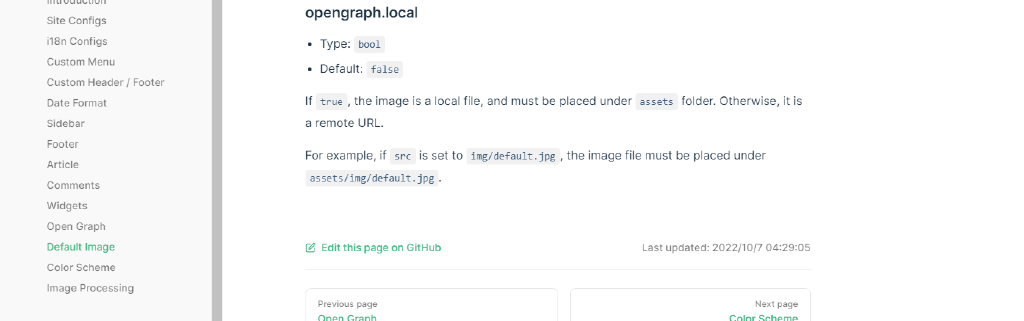 Introduction
Site Configs
i18n Configs
Custom Menu
Custom Header / Footer
Date Format
Sidebar
Footer
Article
Comments
Widgets
Open Graph
Default Image
Color Scheme
Image Processing
opengraph.local
• Type: bool
• Default: false
If true, the image is a local file, and must be placed under assets folder. Otherwise, it is
a remote URL.
For example, if src is set to img/default.jpg, the image file must be placed under
assets/img/default.jpg.
Edit this page on GitHub
Last updated: 2022/10/7 04:29:05
Previous page
Open Graph
Next page
Color Scheme